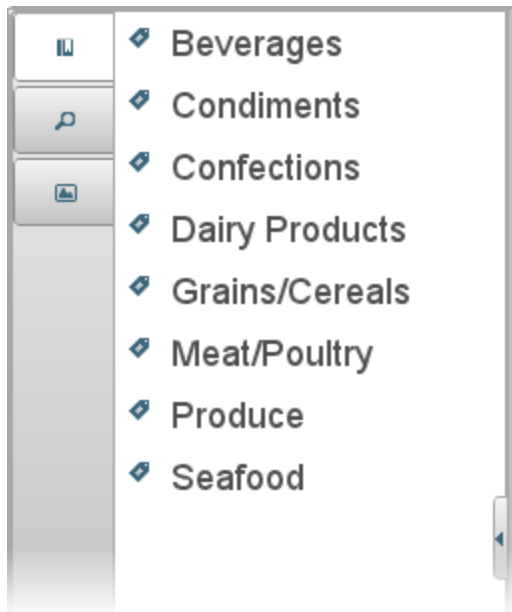 Beverages
Condiments
Confections
Dairy Products
Grains/Cereals
Meat/Poultry
Produce
Seafood